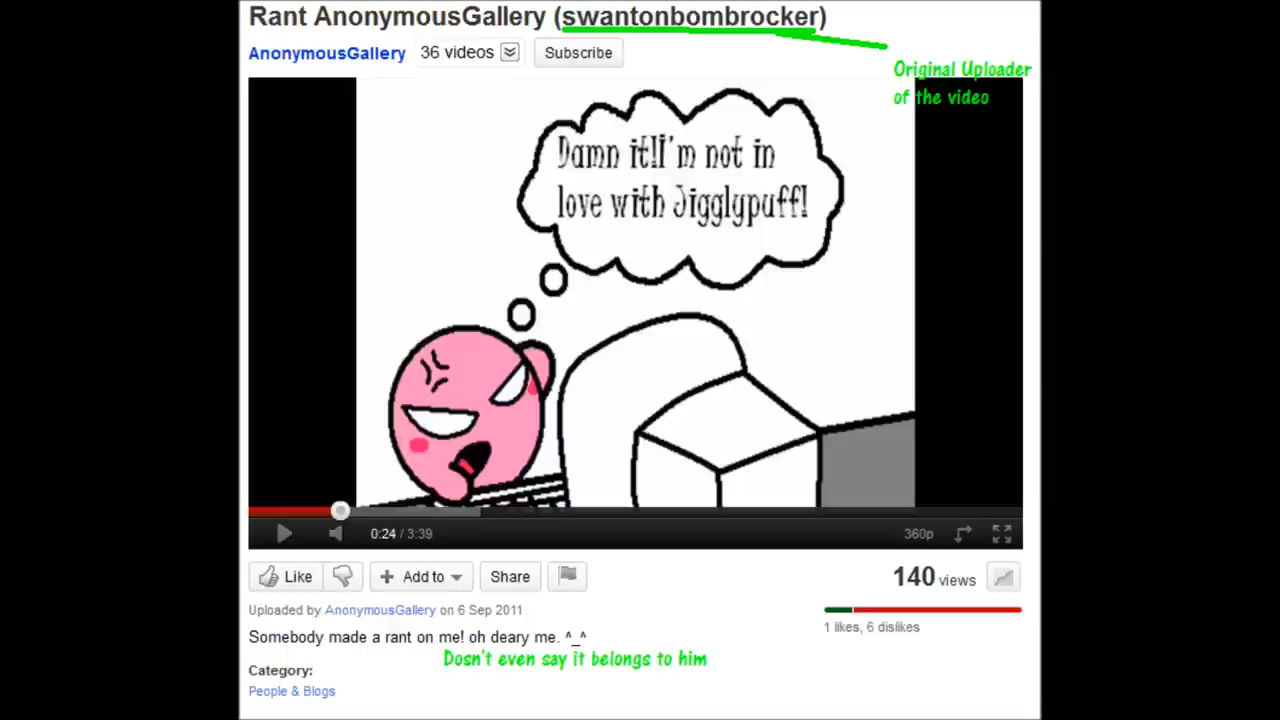 Rant AnonymousGallery (swantonbombrocker)
AnonymousGallery 36 videos Subscribe
Original Uploader
of the video
Damn it!I'm not in
love with Jigglypuff!
0:24 / 3:39 360p
Like Add to Share 140 views
Uploaded by AnonymousGallery on 6 Sep 2011
1 likes, 6 dislikes
Somebody made a rant on me! oh deary me. ^_^
Dosn't even say it belongs to him
Category:
People & Blogs